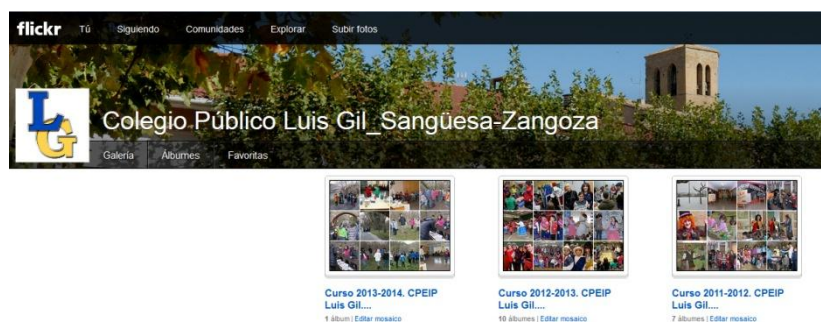 flickr Tú Siguiendo Comunidades Explorar Subir fotos
LG
Colegio Público Luis Gil_Sangüesa-Zangoza
Galería Álbumes Favoritas
Curso 2013-2014. CPEIP Luis Gil....
1 álbum | Editar mosaico
Curso 2012-2013. CPEIP Luis Gil....
10 álbumes | Editar mosaico
Curso 2011-2012. CPEIP Luis Gil....
7 álbumes | Editar mosaico